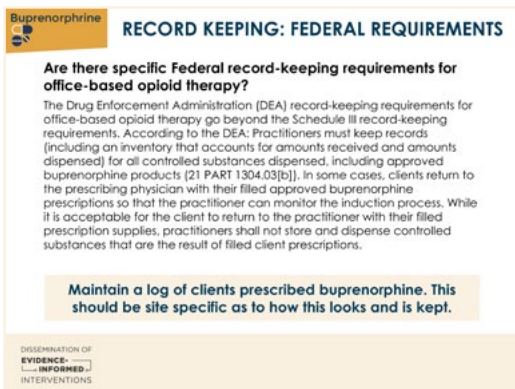 Buprenorphrine
RECORD KEEPING: FEDERAL REQUIREMENTS
Are there specific Federal record-keeping requirements for
office-based opioid therapy?
The Drug Enforcement Administration (DEA) record-keeping requirements for
office-based opioid therapy go beyond the Schedule III record-keeping
requirements. According to the DEA: Practitioners must keep records
(including an inventory that accounts for amounts received and amounts
dispensed) for all controlled substances dispensed, including approved
buprenorphine products (21 PART 1304.03[b]). In some cases, clients return to
the prescribing physician with their filled approved buprenorphine
prescriptions so that the practitioner can monitor the induction process. While
it is acceptable for the client to return to the practitioner with their filled
prescription supplies, practitioners shall not store and dispense controlled
substances that are the result of filled client prescriptions.
Maintain a log of clients prescribed buprenorphrine. This
should be site specific as to how this looks and is kept.
DISSEMINATION OF
EVIDENCE-
INFORMED
INTERVENTIONS